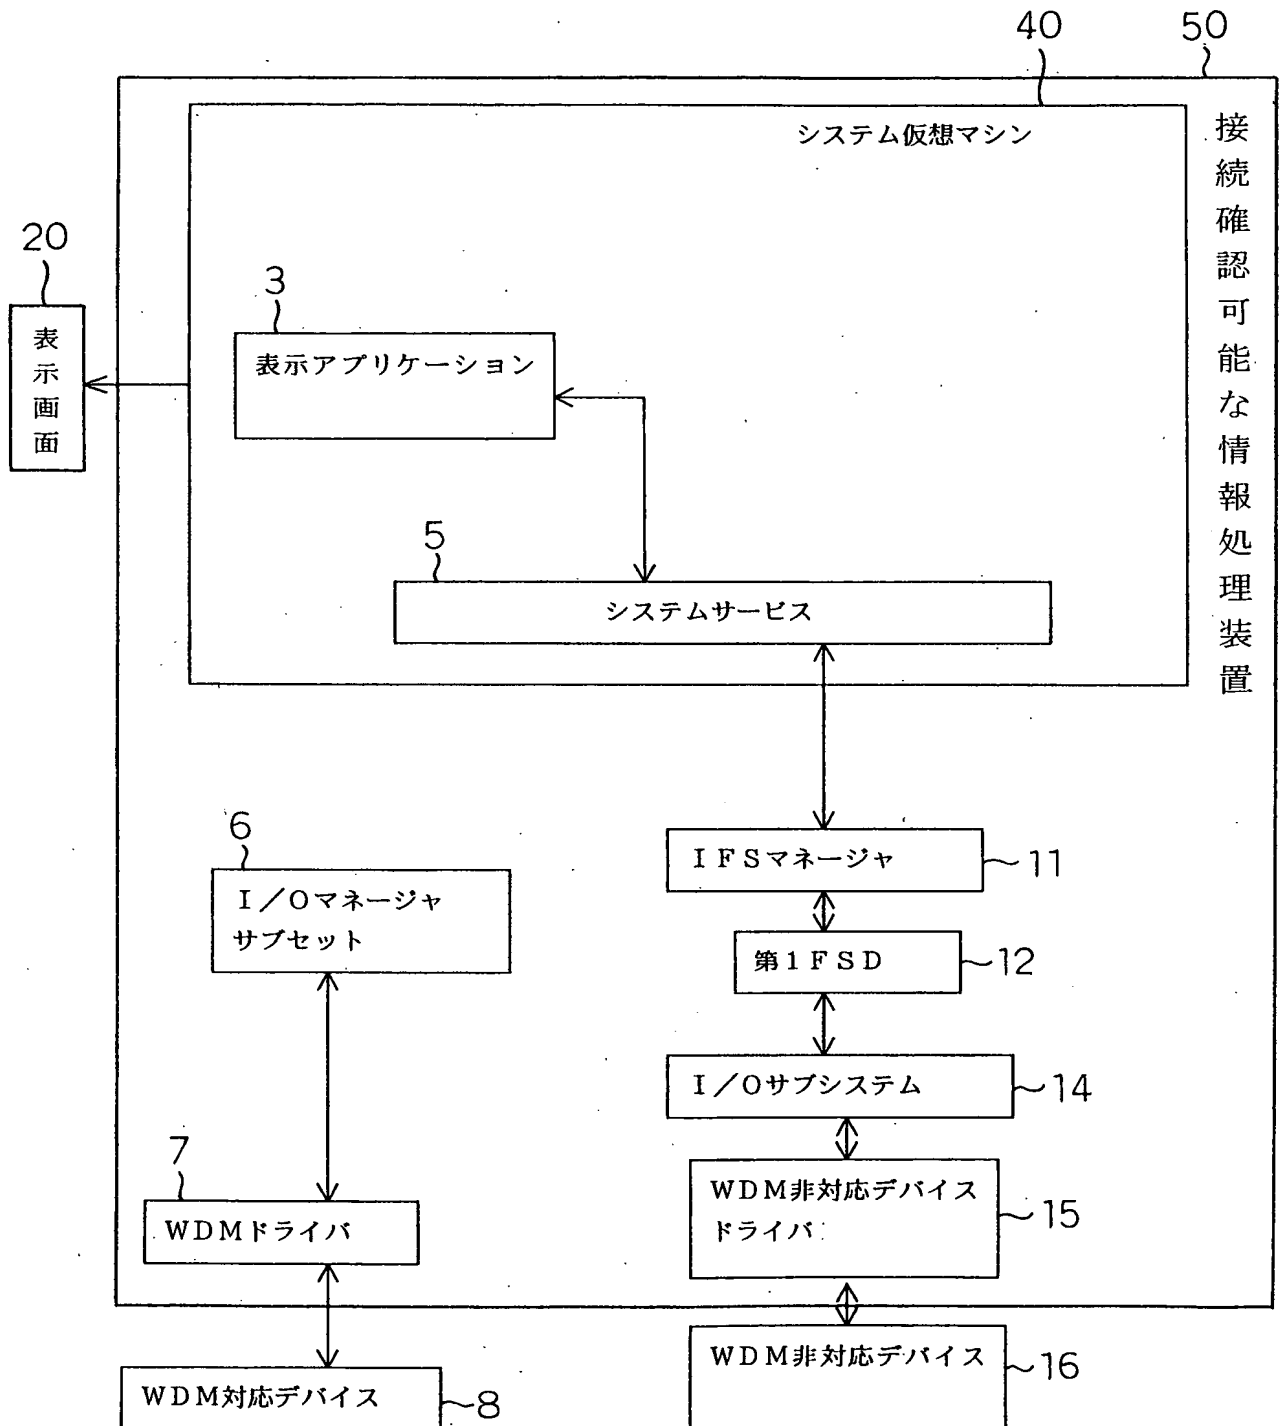 40
50
システム仮想マシン
接続確認可能な情報処理装置
20
表示画面
3
表示アプリケーション
5
システムサービス
6
I/Oマネージャ
サブセット
IFSマネージャ
11
第1FSD
12
I/Oサブシステム
14
7
WDMドライバ
WDM非対応デバイス
ドライバ
15
WDM対応デバイス
8
WDM非対応デバイス
16